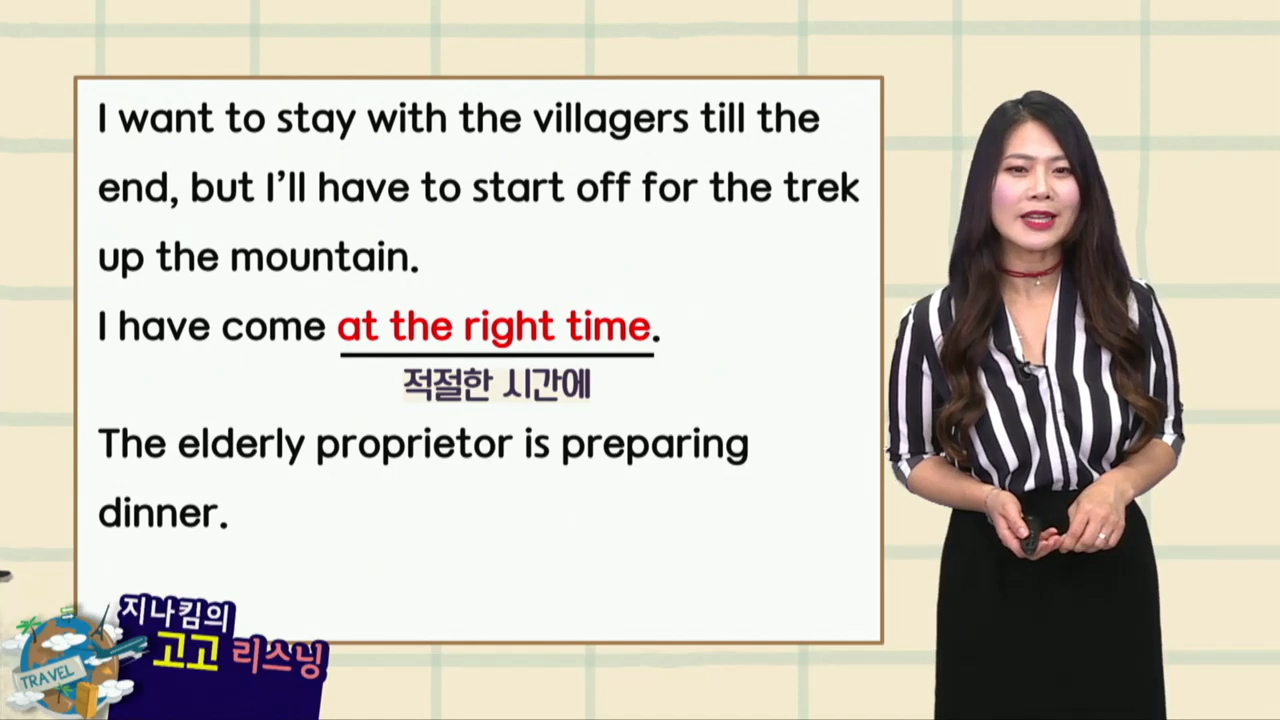 I want to stay with the villagers till the
end, but I’ll have to start off for the trek
up the mountain.
I have come at the right time.
적절한 시간에
The elderly proprietor is preparing
dinner.
지나킴의
고고 리스닝
TRAVEL